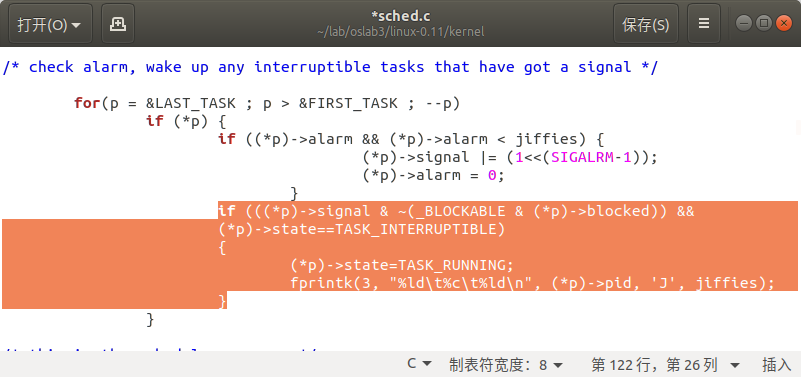 打开(O)
*sched.c
~/lab/oslab3/linux-0.11/kernel
保存(S)
/* check alarm, wake up any interruptible tasks that have got a signal */
for(p = &LAST_TASK ; p > &FIRST_TASK ; --p)
if (*p) {
if ((*p)->alarm && (*p)->alarm < jiffies) {
(*p)->signal |= (1<<(SIGALRM-1));
(*p)->alarm = 0;
}
if (((*p)->signal & ~(_BLOCKABLE & (*p)->blocked)) &&
(*p)->state==TASK_INTERRUPTIBLE)
{
(*p)->state=TASK_RUNNING;
fprintk(3, "%ld\t%c\t%ld\n", (*p)->pid, 'J', jiffies);
}
}
C 制表符宽度：8 第 122 行，第 26 列 插入